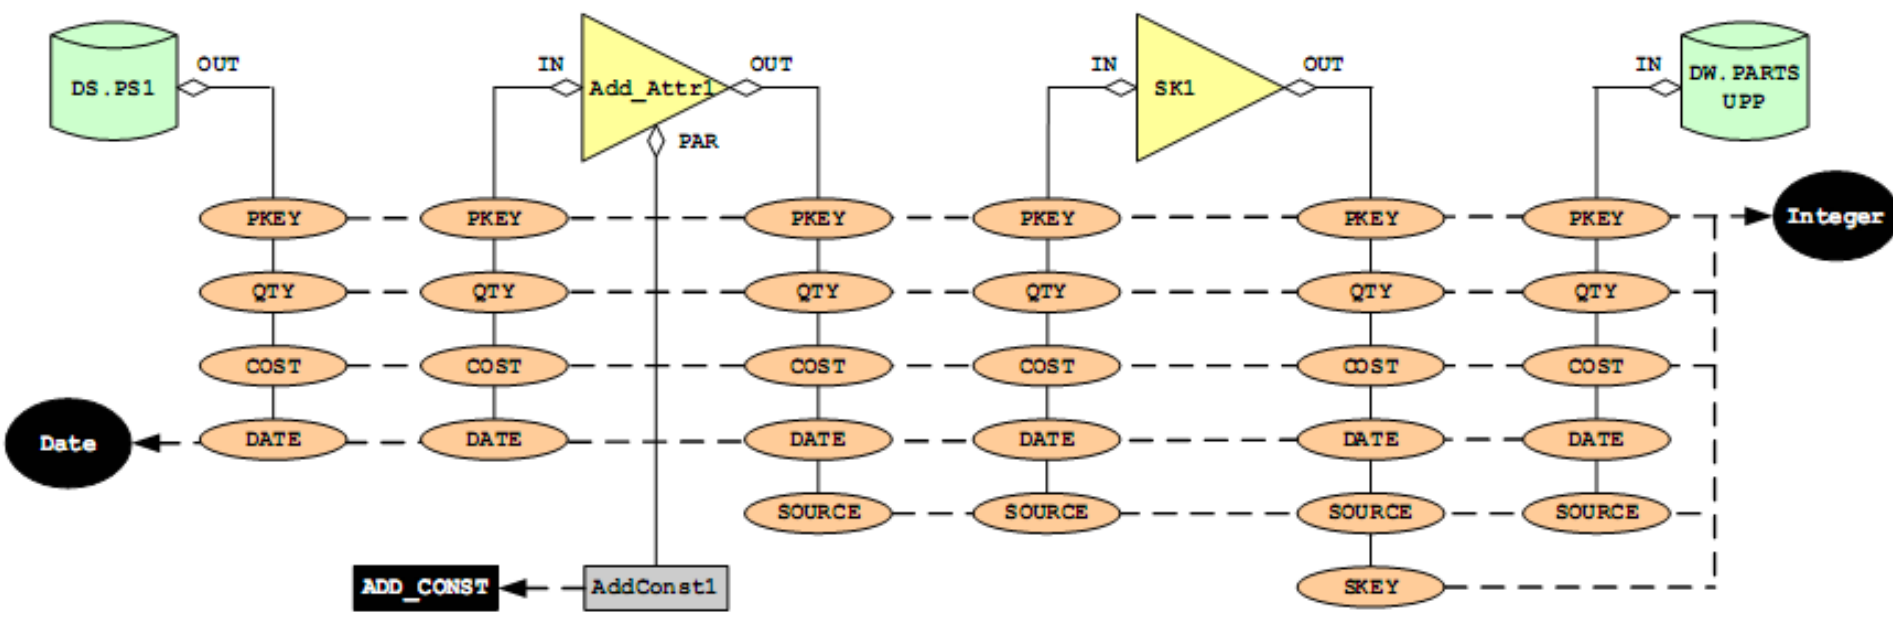 OUT
IN
OUT
IN
OUT
IN
DS.PS1
Add_Attr1
SK1
DW.PARTS
UPP
PAR
PKEY
PKEY
PKEY
PKEY
PKEY
PKEY
Integer
QTY
QTY
QTY
QTY
QTY
QTY
COST
COST
COST
COST
COST
COST
Date
DATE
DATE
DATE
DATE
DATE
DATE
SOURCE
SOURCE
SOURCE
SOURCE
ADD_CONST
AddConst1
SKEY